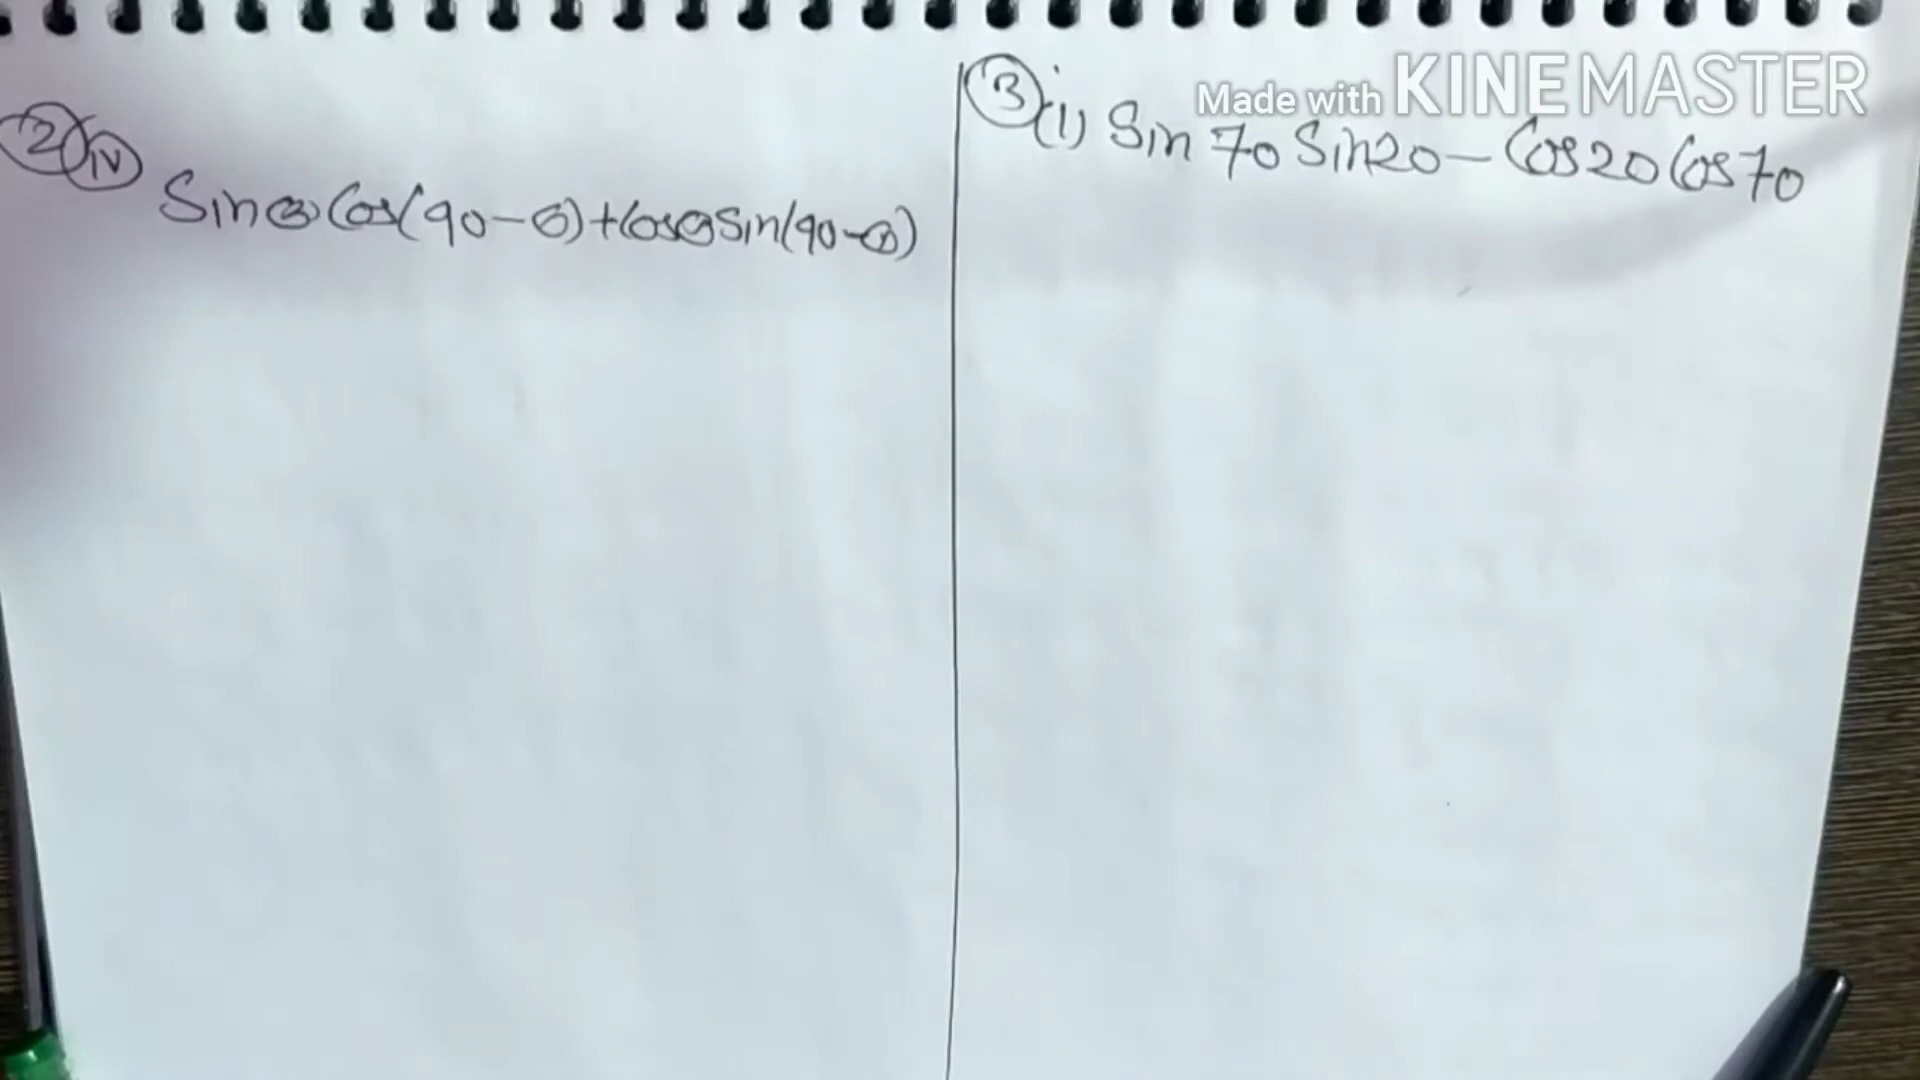 2 iv
Sinθ Cos(90-θ)+Cosθ Sin(90-θ)
3 (i) Sin 70 Sin20 - Cos20 Cos70
Made with KINEMASTER